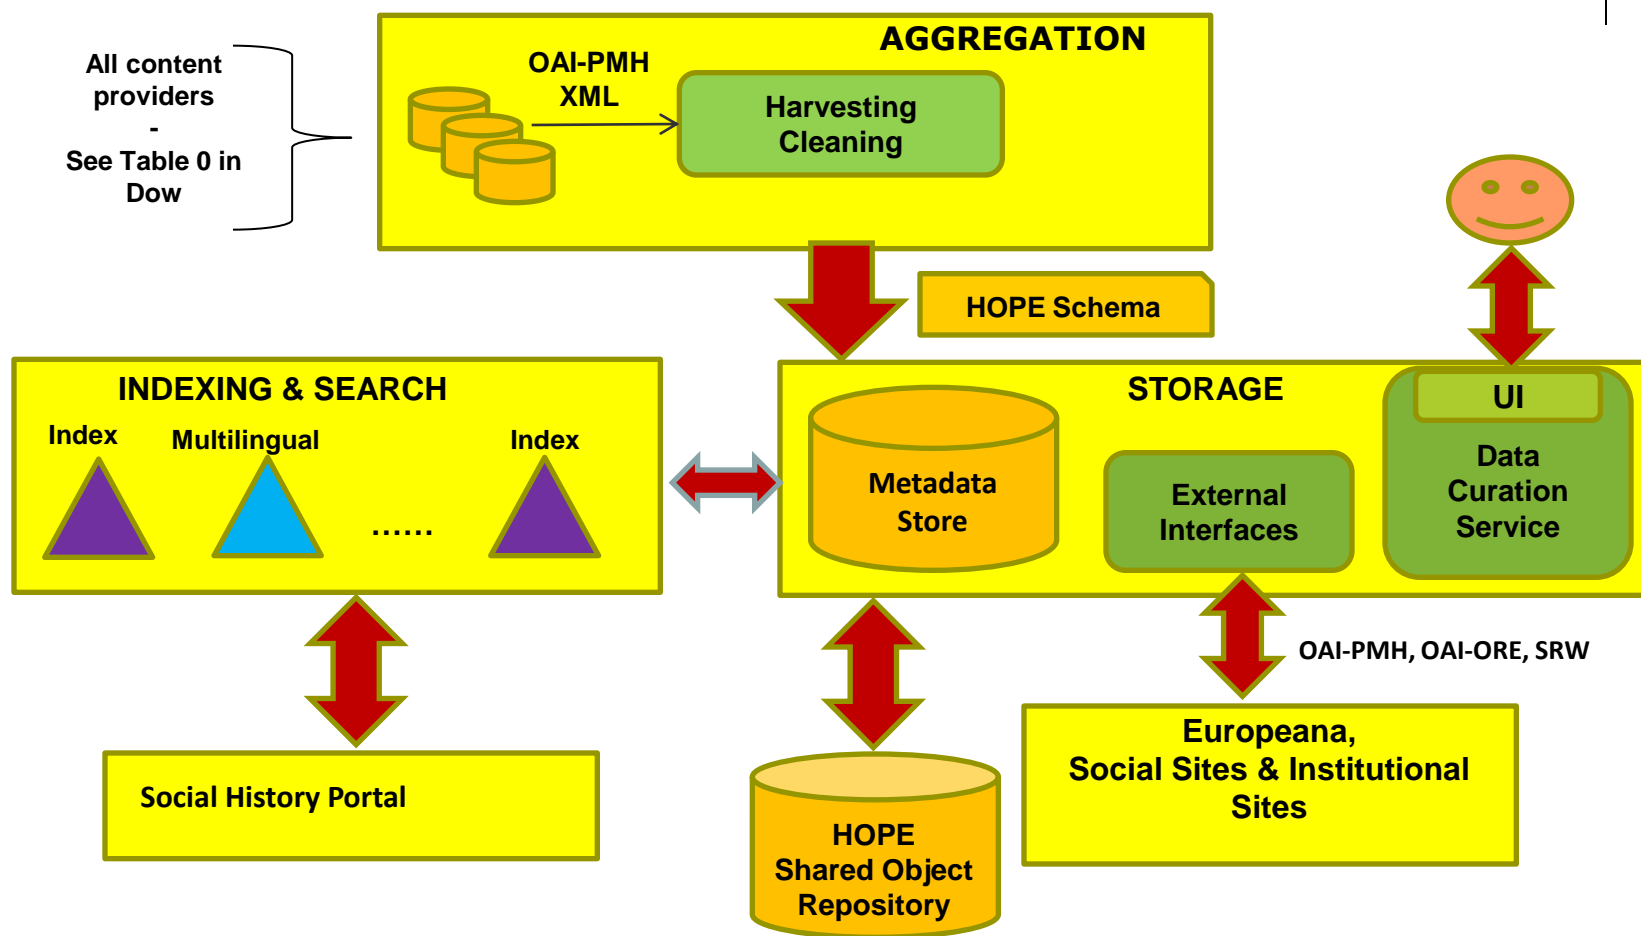 All content
providers
-
See Table 0 in
Dow
AGGREGATION
OAI-PMH
XML
Harvesting
Cleaning
HOPE Schema
INDEXING & SEARCH
Index
Multilingual
Index
......
STORAGE
Metadata
Store
External
Interfaces
UI
Data
Curation
Service
OAI-PMH, OAI-ORE, SRW
Social History Portal
HOPE
Shared Object
Repository
Europeana,
Social Sites & Institutional
Sites